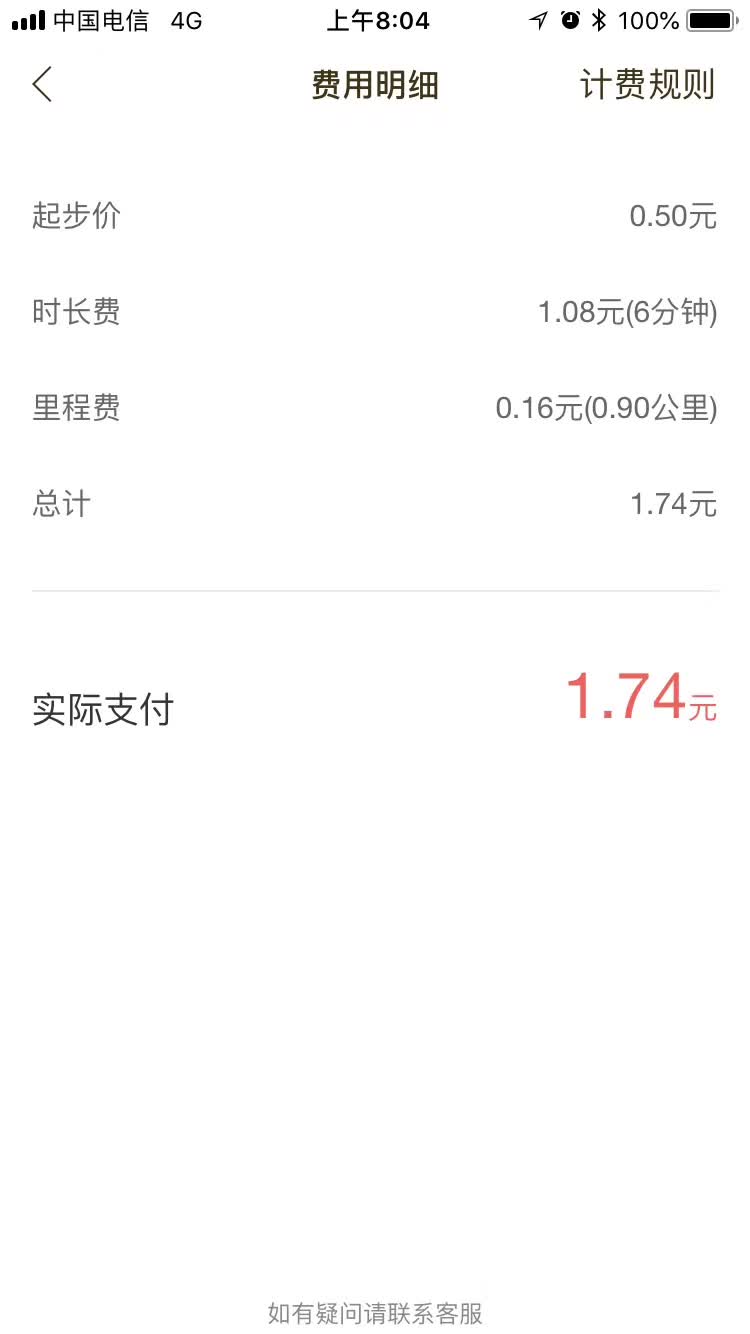 中国电信 4G 上午8:04 100%
费用明细 计费规则
起步价 0.50元
时长费 1.08元(6分钟)
里程费 0.16元(0.90公里)
总计 1.74元
实际支付 1.74元
如有疑问请联系客服